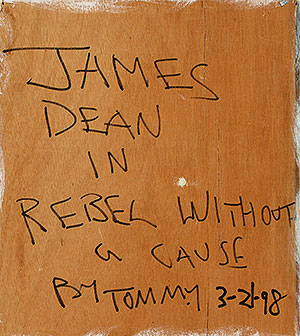 JAMES
DEAN
IN
REBEL WITHOUT
a CAUSE
BY TOMMY 3-21-98